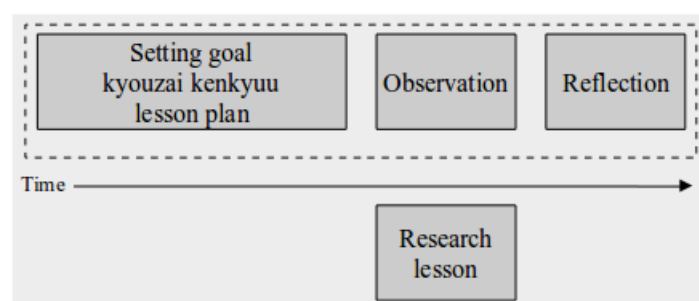 Setting goal
kyouzai kenkyuu
lesson plan
Observation
Reflection
Time
Research
lesson